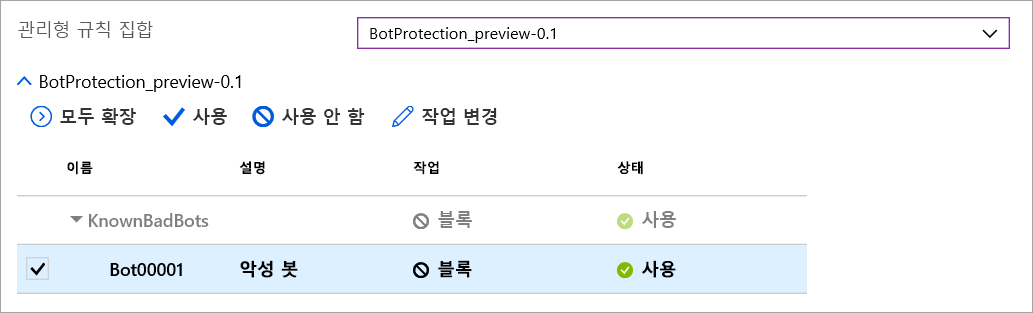 관리형 규칙 집합 BotProtection_preview-0.1
BotProtection_preview-0.1
모두 확장 사용 사용 안 함 작업 변경
이름 설명 작업 상태
KnownBadBots 블록 사용
Bot00001 악성 봇 블록 사용